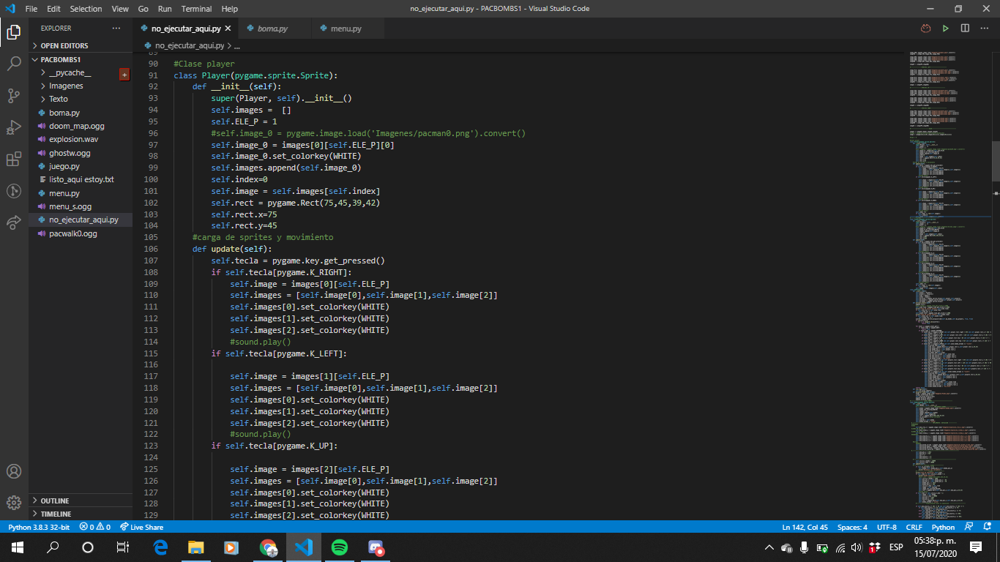 File Edit Selection View Go Run Terminal Help
no_ejecutar_aqui.py - PACBOMBS1 - Visual Studio Code
EXPLORER
OPEN EDITORS
PACBOMBS1
__pycache__
Imagenes
Texto
boma.py
doom_map.ogg
explosion.wav
ghostw.ogg
juego.py
listo_aqui estoy.txt
menu.py
menu_s.ogg
no_ejecutar_aqui.py
pacwalk0.ogg
OUTLINE
TIMELINE
no_ejecutar_aqui.py boma.py menu.py
no_ejecutar_aqui.py > ...
89
90 #Clase player
91 class Player(pygame.sprite.Sprite):
92 def __init__(self):
93 super(Player, self).__init__()
94 self.images = []
95 self.ELE_P = 1
96 #self.image_0 = pygame.image.load('Imagenes/pacman0.png').convert()
97 self.image_0 = images[0][self.ELE_P][0]
98 self.image_0.set_colorkey(WHITE)
99 self.images.append(self.image_0)
100 self.index=0
101 self.image = self.images[self.index]
102 self.rect = pygame.Rect(75,45,39,42)
103 self.rect.x=75
104 self.rect.y=45
105 #carga de sprites y movimiento
106 def update(self):
107 self.tecla = pygame.key.get_pressed()
108 if self.tecla[pygame.K_RIGHT]:
109 self.image = images[0][self.ELE_P]
110 self.images = [self.image[0],self.image[1],self.image[2]]
111 self.images[0].set_colorkey(WHITE)
112 self.images[1].set_colorkey(WHITE)
113 self.images[2].set_colorkey(WHITE)
114 #sound.play()
115 if self.tecla[pygame.K_LEFT]:
116
117 self.image = images[1][self.ELE_P]
118 self.images = [self.image[0],self.image[1],self.image[2]]
119 self.images[0].set_colorkey(WHITE)
120 self.images[1].set_colorkey(WHITE)
121 self.images[2].set_colorkey(WHITE)
122 #sound.play()
123 if self.tecla[pygame.K_UP]:
124
125 self.image = images[2][self.ELE_P]
126 self.images = [self.image[0],self.image[1],self.image[2]]
127 self.images[0].set_colorkey(WHITE)
128 self.images[1].set_colorkey(WHITE)
129 self.images[2].set_colorkey(WHITE)
Python 3.8.3 32-bit 0 0 Live Share
Ln 142, Col 45 Spaces: 4 UTF-8 CRLF Python
ESP
05:38:p. m.
15/07/2020